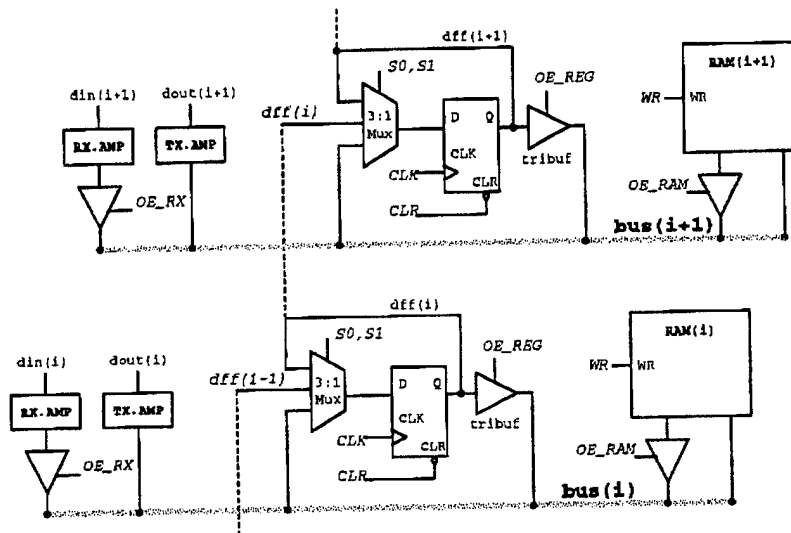 dff(i+1)
S0,S1
RAM(i+1)
din(i+1)
dout(i+1)
OE_REG
dff(i)
WR
WR
3:1
Mux
D
Q
RX.AMP
TX.AMP
CLK
tribuf
CLK
CLR
OE_RX
OE_RAM
CLR
bus(i+1)
dff(i)
S0,S1
RAM(i)
OE_REG
din(i)
dout(i)
dff(i-1)
WR
WR
3:1
Mux
D
Q
RX.AMP
TX.AMP
CLK
tribuf
CLK
CLR
OE_RAM
OE_RX
CLR
bus(i)